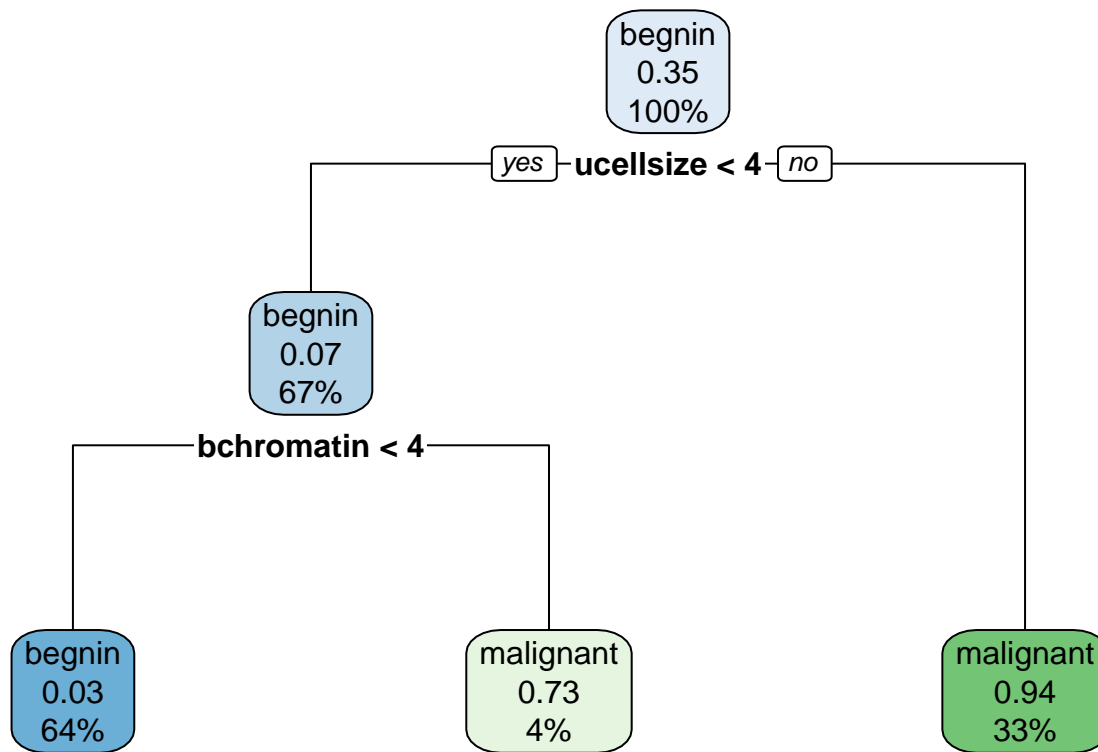 begnin
0.35
100%
yes ucellsize < 4 no
begnin
0.07
67%
bchromatin < 4
begnin
0.03
64%
malignant
0.73
4%
malignant
0.94
33%